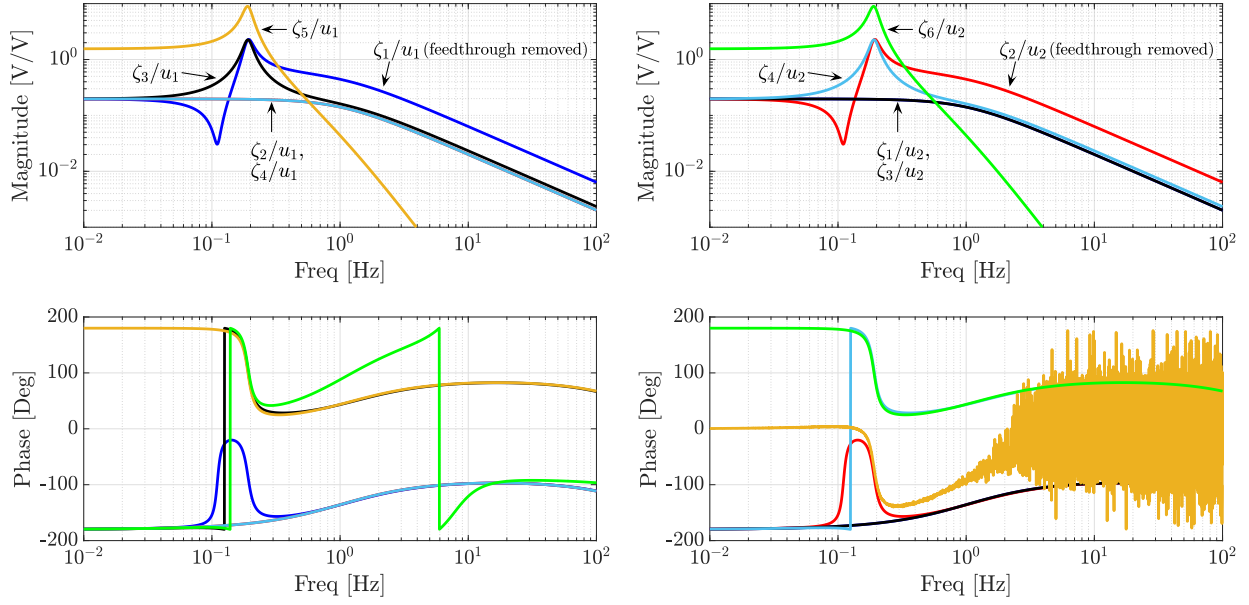 ζ5/u1
ζ1/u1 (feedthrough removed)
ζ3/u1
ζ2/u1,
ζ4/u1
10^0
10^-2
Magnitude [V/V]
10^-2 10^-1 10^0 10^1 10^2
Freq [Hz]
ζ6/u2
ζ2/u2 (feedthrough removed)
ζ4/u2
ζ1/u2,
ζ3/u2
10^0
10^-2
Magnitude [V/V]
10^-2 10^-1 10^0 10^1 10^2
Freq [Hz]
200
100
0
-100
-200
Phase [Deg]
10^-2 10^-1 10^0 10^1 10^2
Freq [Hz]
200
100
0
-100
-200
Phase [Deg]
10^-2 10^-1 10^0 10^1 10^2
Freq [Hz]